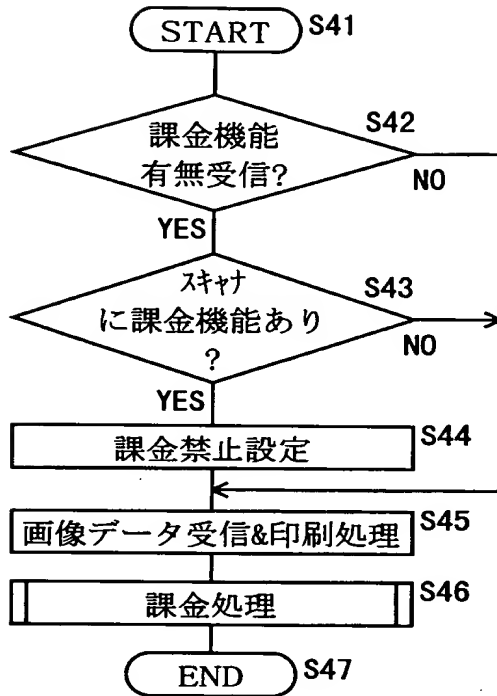 START S41
課金機能 S42
有無受信?
NO
YES
スキャナ S43
に課金機能あり
?
NO
YES
課金禁止設定 S44
画像データ受信&印刷処理 S45
課金処理 S46
END S47